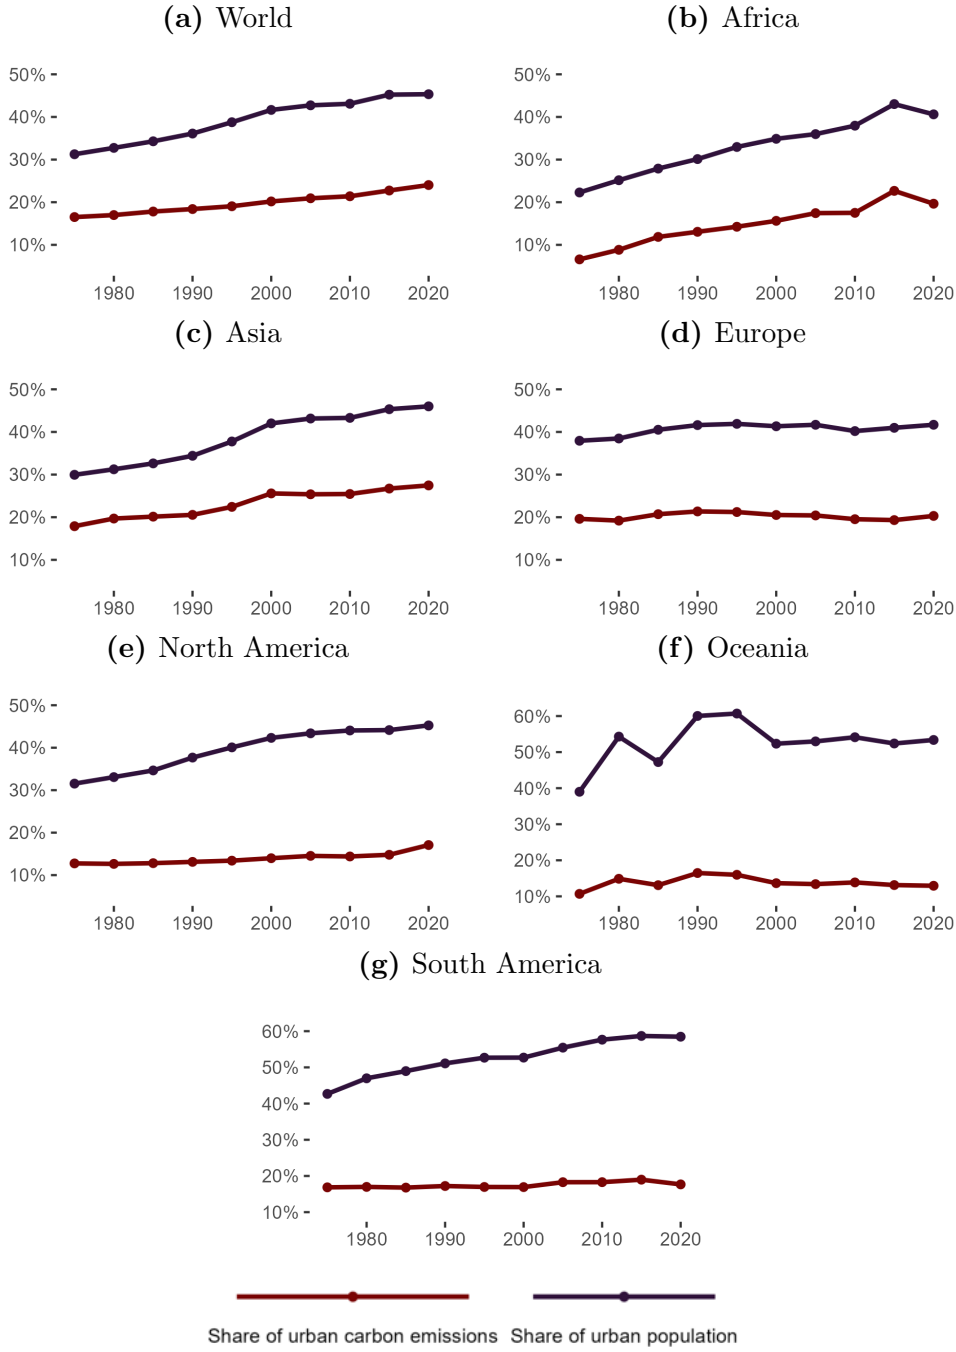 (a) World
(b) Africa
50%
40%
30%
20%
10%
1980 1990 2000 2010 2020
50%
40%
30%
20%
10%
1980 1990 2000 2010 2020
(c) Asia
(d) Europe
50%
40%
30%
20%
10%
1980 1990 2000 2010 2020
50%
40%
30%
20%
10%
1980 1990 2000 2010 2020
(e) North America
(f) Oceania
50%
40%
30%
20%
10%
1980 1990 2000 2010 2020
60%
50%
40%
30%
20%
10%
1980 1990 2000 2010 2020
(g) South America
60%
50%
40%
30%
20%
10%
1980 1990 2000 2010 2020
Share of urban carbon emissions Share of urban population